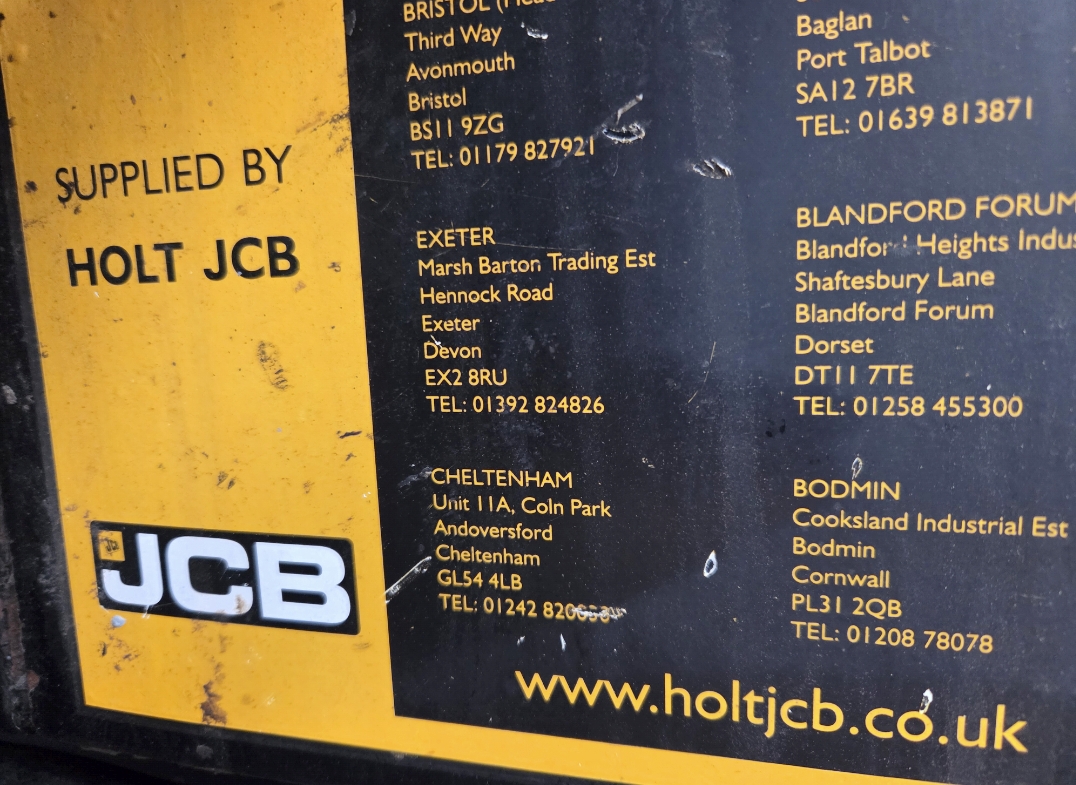 SUPPLIED BY
HOLT JCB
JCB
BRISTOL
Third Way
Avonmouth
Bristol
BS11 9ZG
TEL: 01179 827921
EXETER
Marsh Barton Trading Est
Hennock Road
Exeter
Devon
EX2 8RU
TEL: 01392 824826
CHELTENHAM
Unit 11A, Coln Park
Andoversford
Cheltenham
GL54 4LB
TEL: 01242
Baglan
Port Talbot
SA12 7BR
TEL: 01639 813871
BLANDFORD FORUM
Heights
Shaftesbury Lane
Blandford Forum
Dorset
DT11 7TE
TEL: 01258 455300
BODMIN
Cooksland Industrial Est
Bodmin
Cornwall
PL31 2QB
TEL: 01208 78078
www.holtjcb.co.uk